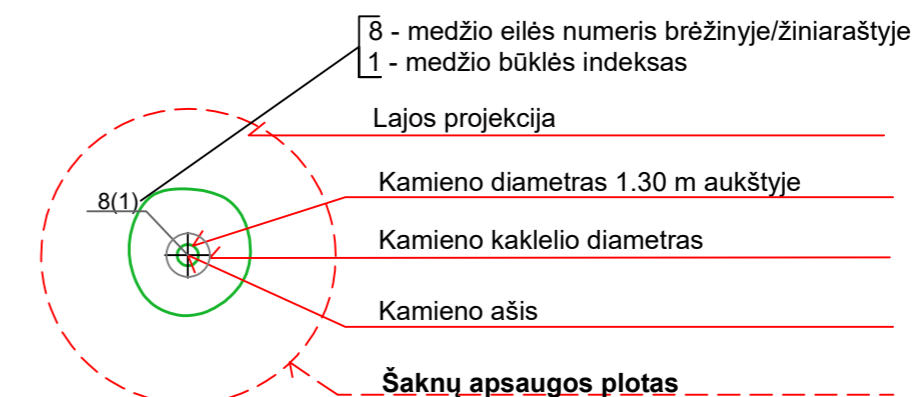 8 - medžio eilės numeris brėžinyje/žiniaraštyje
1 - medžio būklės indeksas
Lajos projekcija
Kamieno diametras 1.30 m aukštyje
8(1)
Kamieno kaklelio diametras
Kamieno ašis
Šaknų apsaugos plotas